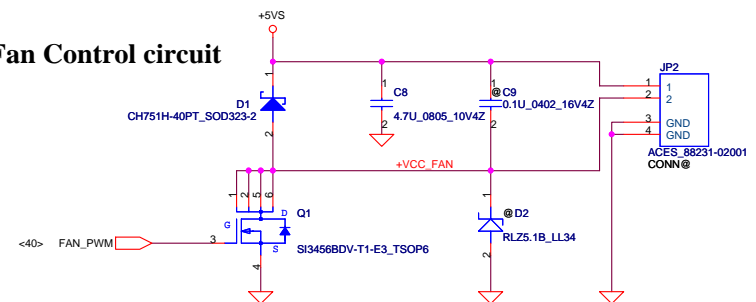 +5VS
Fan Control circuit
JP2
1
D1
CH751H-40PT_SOD323-2
2
1
C8
4.7U_0805_10V4Z
2
1
@C9
0.1U_0402_16V4Z
2
1 1
2 2
3 GND
4 GND
ACES_88231-02001
CONN@
+VCC_FAN
1 2 5 6
D
Q1
G
S
SI3456BDV-T1-E3_TSOP6
3
4
<40> FAN_PWM
1
@D2
RLZ5.1B_LL34
2